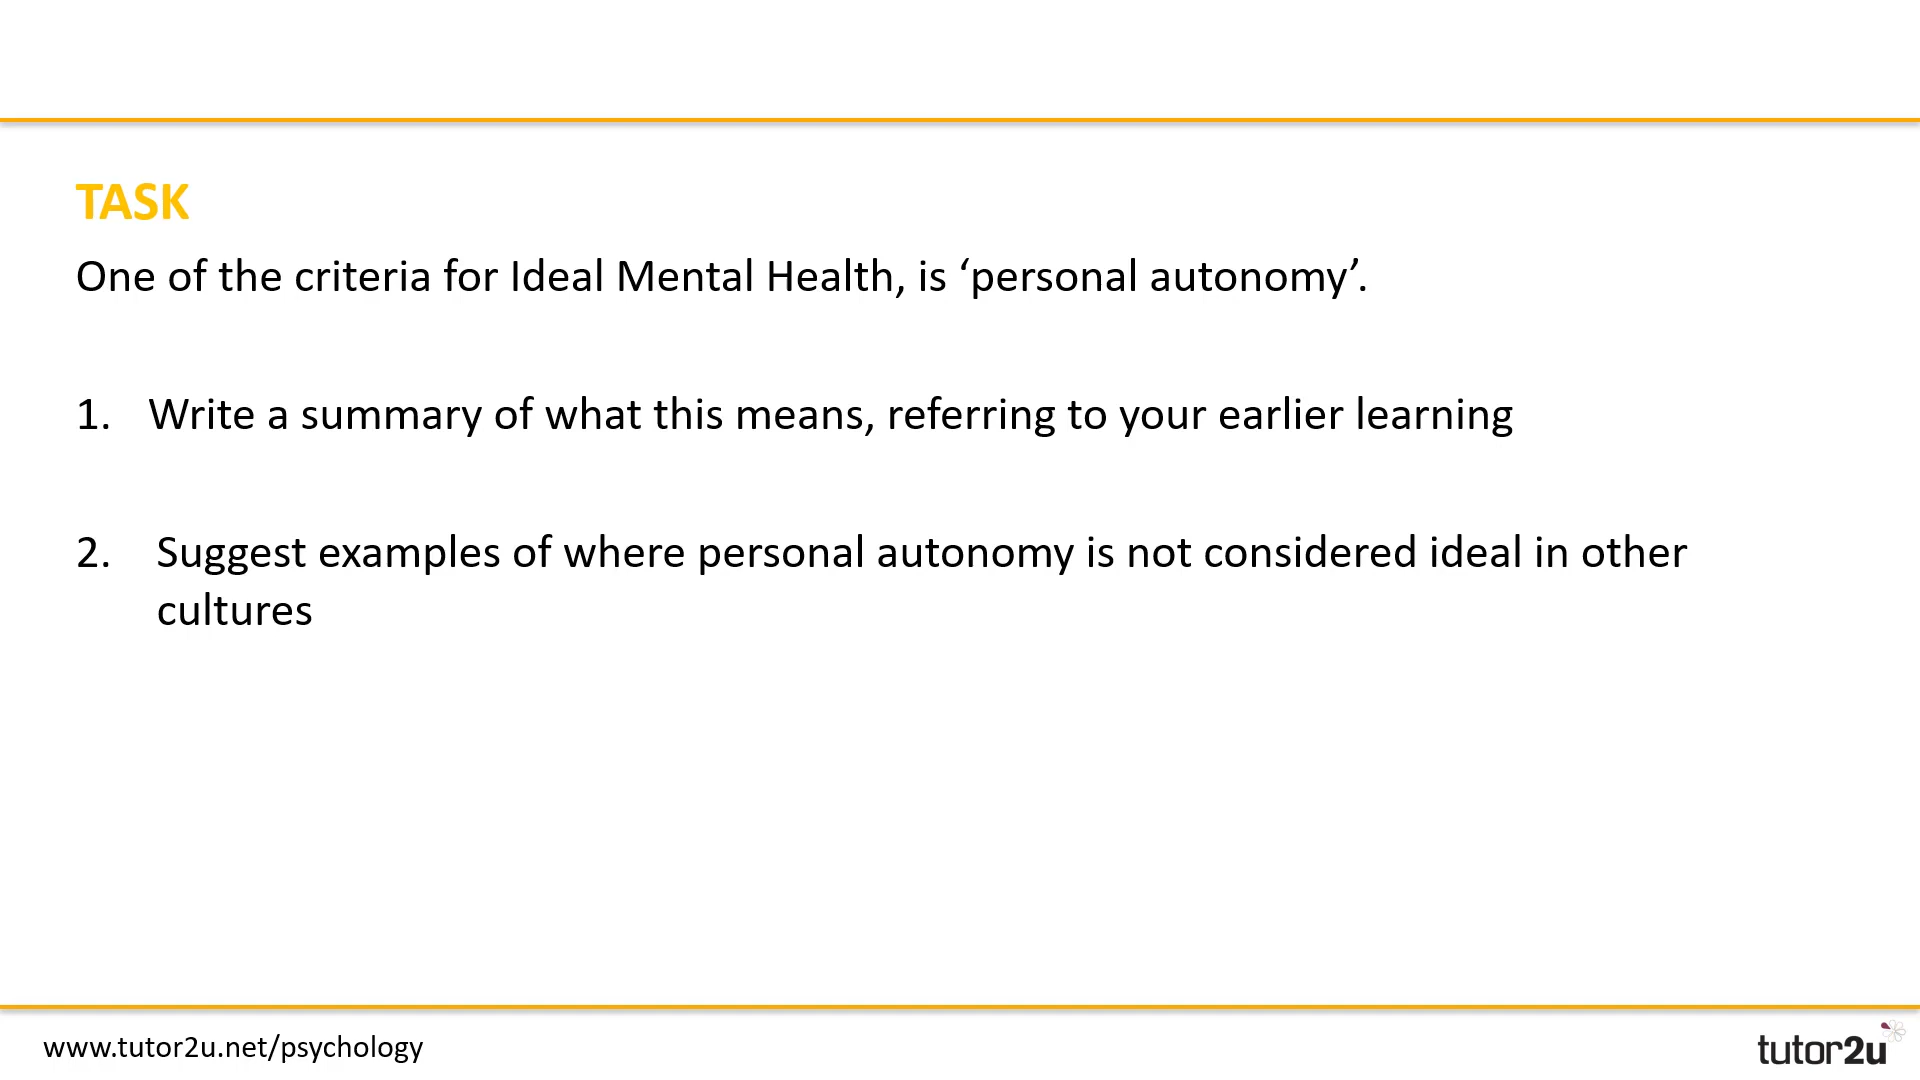 TASK
One of the criteria for Ideal Mental Health, is ‘personal autonomy’.
1. Write a summary of what this means, referring to your earlier learning
2. Suggest examples of where personal autonomy is not considered ideal in other
cultures
www.tutor2u.net/psychology
tutor2u